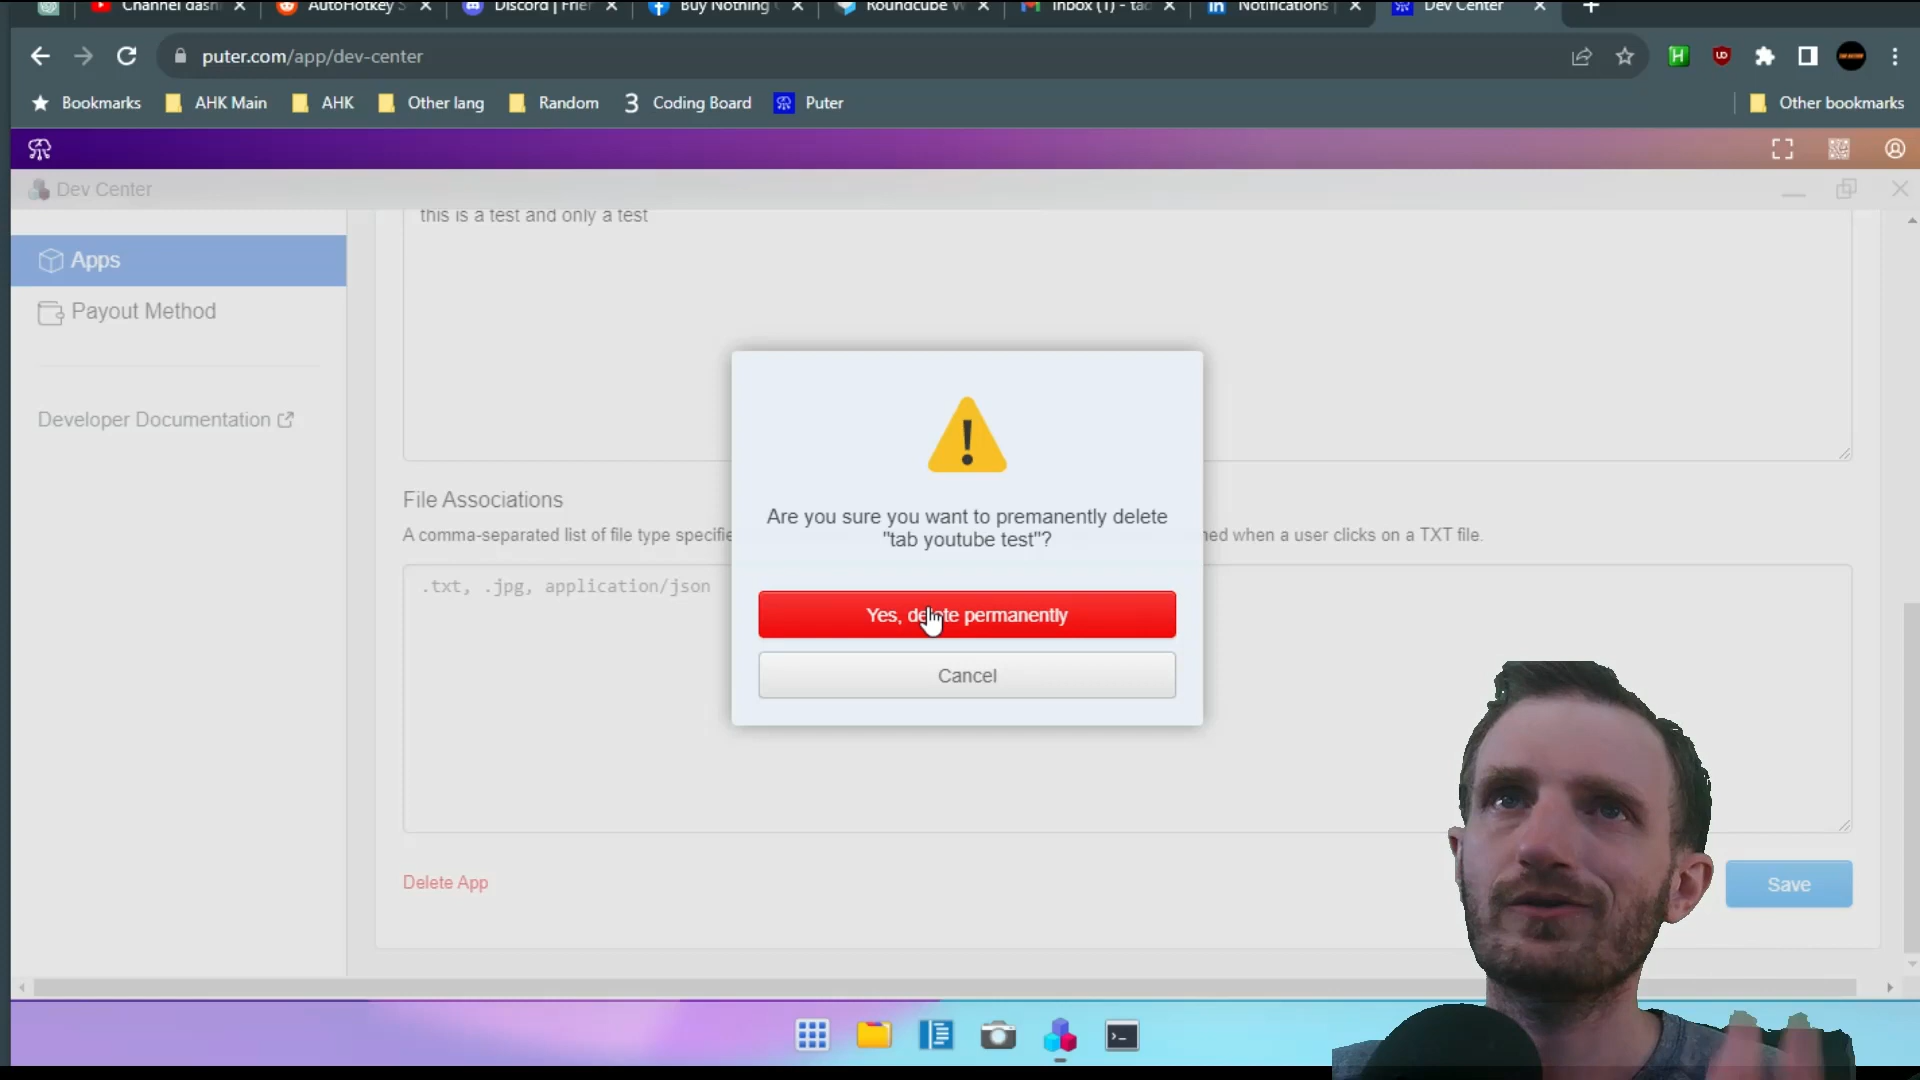 Channel dash
AutoHotkey S
Discord | Frie
Buy Nothing
Roundcube W
Inbox (1) - ta
Notifications
Dev Center
puter.com/app/dev-center
Bookmarks
AHK Main
AHK
Other lang
Random
Coding Board
Puter
Other bookmarks
Dev Center
this is a test and only a test
Apps
Payout Method
Developer Documentation
File Associations
A comma-separated list of file type specifie
ned when a user clicks on a TXT file.
.txt, .jpg, application/json
Are you sure you want to premanently delete
"tab youtube test"?
Yes, delete permanently
Cancel
Delete App
Save